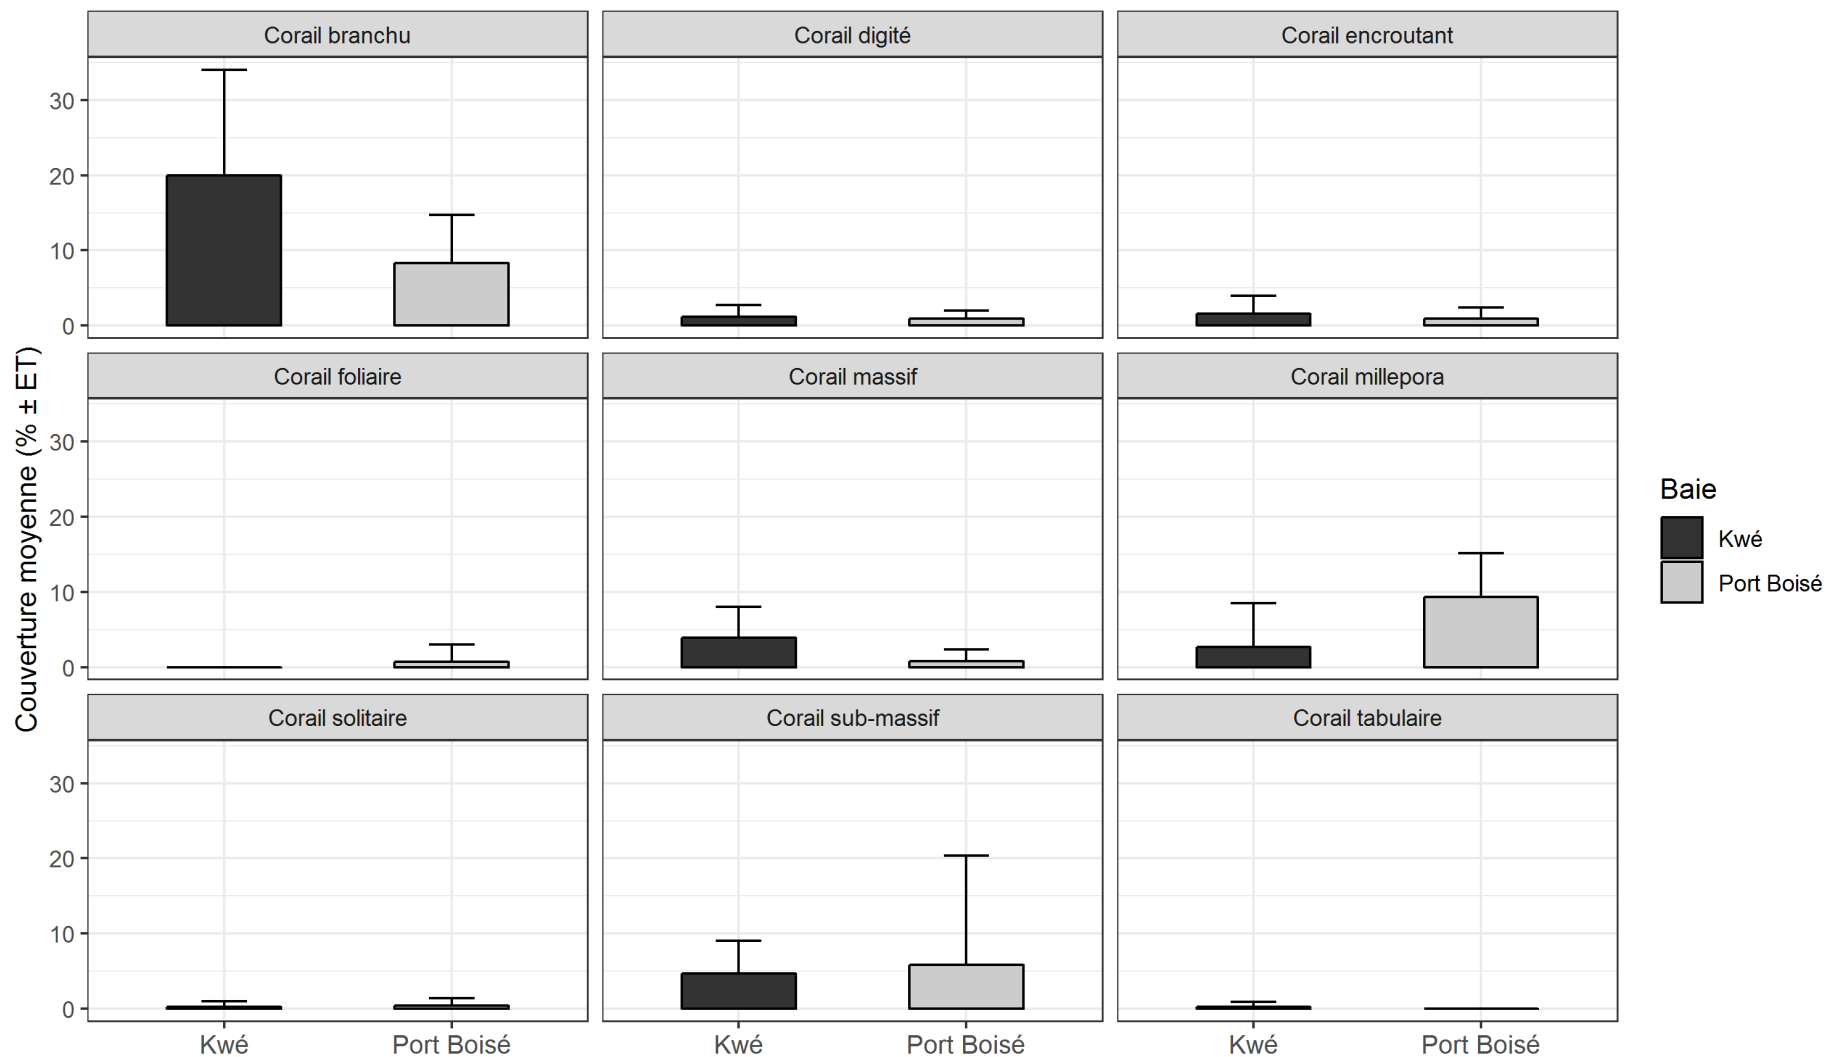 Corail branchu
Corail digité
Corail encroutant
30
20
10
0
Corail foliaire
Corail massif
Corail millepora
30
20
10
0
Corail solitaire
Corail sub-massif
Corail tabulaire
30
20
10
0
Kwé
Port Boisé
Kwé
Port Boisé
Kwé
Port Boisé
Couverture moyenne (% ± ET)
Baie
Kwé
Port Boisé